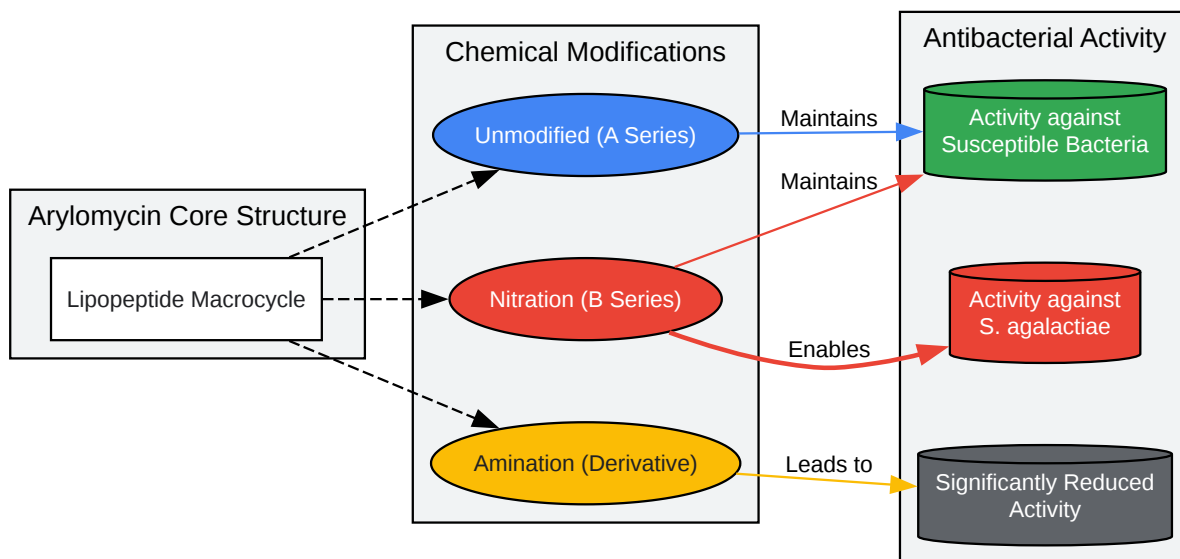 Arylomycin Core Structure
Lipopeptide Macrocycle
Chemical Modifications
Unmodified (A Series)
Nitration (B Series)
Amination (Derivative)
Maintains
Maintains
Enables
Leads to
Antibacterial Activity
Activity against
Susceptible Bacteria
Activity against
S. agalactiae
Significantly Reduced
Activity